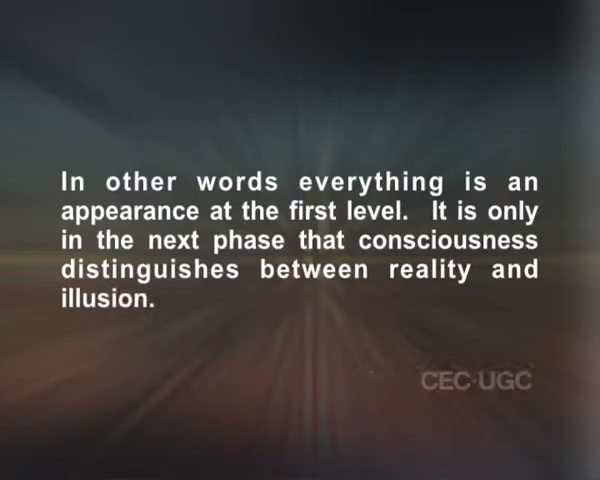 In other words everything is an
appearance at the first level. It is only
in the next phase that consciousness
distinguishes between reality and
illusion.
CEC-UGC